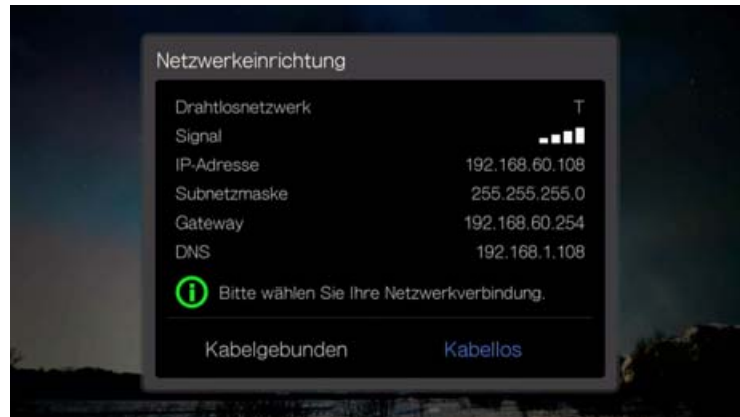 Netzwerkeinrichtung
Drahtlosnetzwerk T
Signal
IP-Adresse 192.168.60.108
Subnetzmaske 255.255.255.0
Gateway 192.168.60.254
DNS 192.168.1.108
Bitte wählen Sie Ihre Netzwerkverbindung.
Kabelgebunden Kabellos